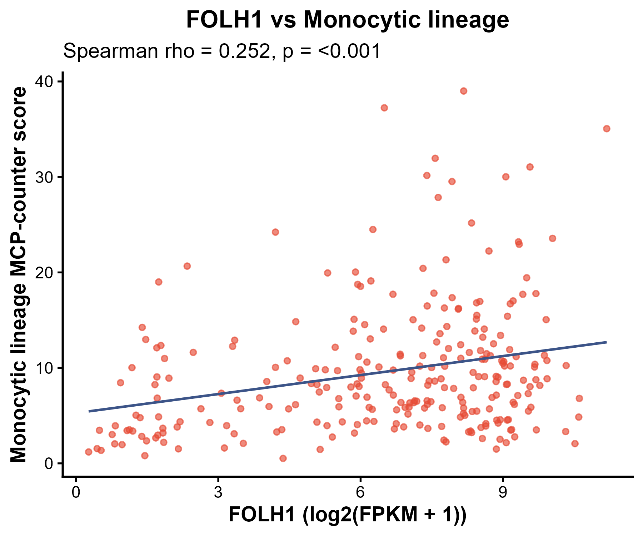 FOLH1 vs Monocytic lineage
Spearman rho = 0.252, p = <0.001
Monocytic lineage MCP-counter score
40
30
20
10
0
0 3 6 9
FOLH1 (log2(FPKM + 1))